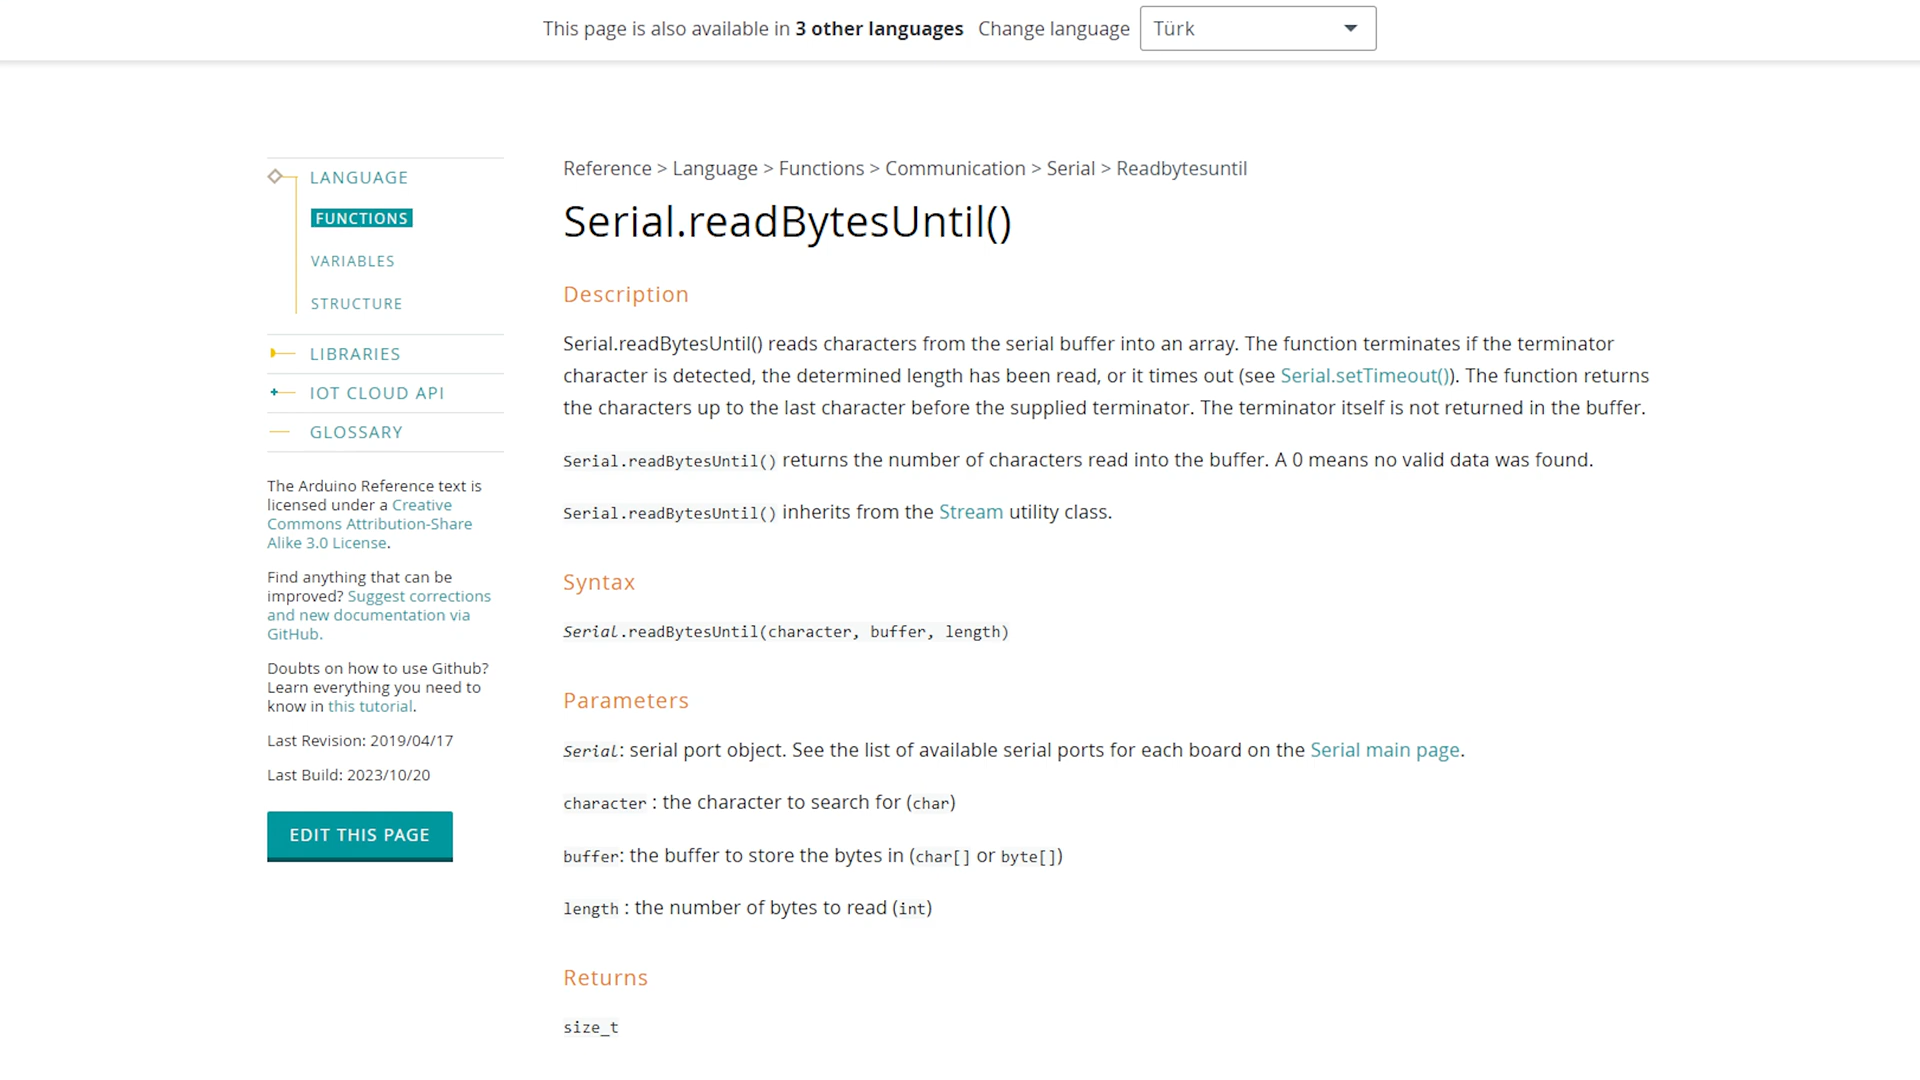 This page is also available in 3 other languages Change language Türk
LANGUAGE
FUNCTIONS
VARIABLES
STRUCTURE
LIBRARIES
IOT CLOUD API
GLOSSARY
The Arduino Reference text is
licensed under a Creative
Commons Attribution-Share
Alike 3.0 License.
Find anything that can be
improved? Suggest corrections
and new documentation via
GitHub.
Doubts on how to use Github?
Learn everything you need to
know in this tutorial.
Last Revision: 2019/04/17
Last Build: 2023/10/20
EDIT THIS PAGE
Reference > Language > Functions > Communication > Serial > Readbytesuntil
Serial.readBytesUntil()
Description
Serial.readBytesUntil() reads characters from the serial buffer into an array. The function terminates if the terminator
character is detected, the determined length has been read, or it times out (see Serial.setTimeout()). The function returns
the characters up to the last character before the supplied terminator. The terminator itself is not returned in the buffer.
Serial.readBytesUntil() returns the number of characters read into the buffer. A 0 means no valid data was found.
Serial.readBytesUntil() inherits from the Stream utility class.
Syntax
Serial.readBytesUntil(character, buffer, length)
Parameters
Serial: serial port object. See the list of available serial ports for each board on the Serial main page.
character : the character to search for (char)
buffer: the buffer to store the bytes in (char[] or byte[])
length : the number of bytes to read (int)
Returns
size_t